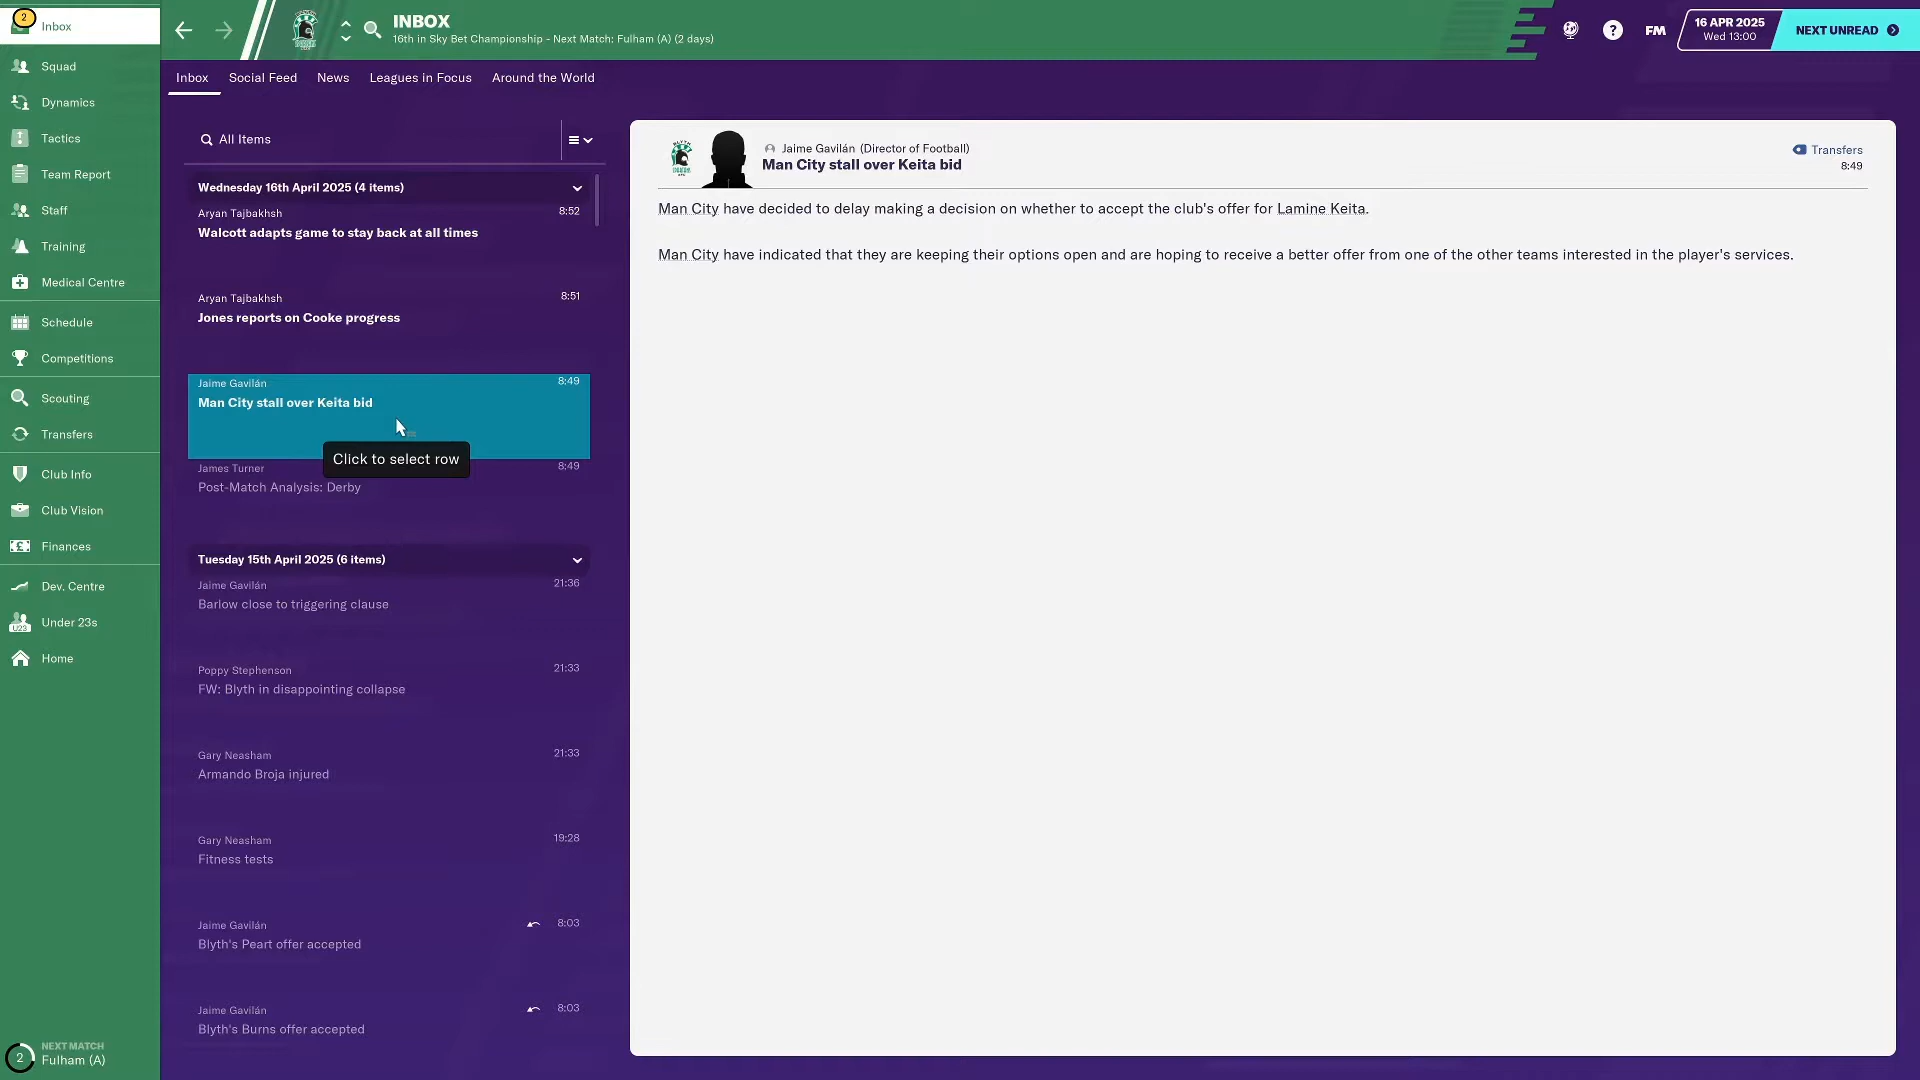 2
Inbox
Squad
Dynamics
Tactics
Team Report
Staff
Training
Medical Centre
Schedule
Competitions
Scouting
Transfers
Club Info
Club Vision
Finances
Dev. Centre
U23
Under 23s
Home
2
NEXT MATCH
Fulham (A)
INBOX
16th in Sky Bet Championship - Next Match: Fulham (A) (2 days)
FM
16 APR 2025
Wed 13:00
NEXT UNREAD
Inbox
Social Feed
News
Leagues in Focus
Around the World
All Items
Wednesday 16th April 2025 (4 items)
Aryan Tajbakhsh 8:52
Walcott adapts game to stay back at all times
Aryan Tajbakhsh 8:51
Jones reports on Cooke progress
Jaime Gavilán 8:49
Man City stall over Keita bid
Click to select row
James Turner 8:49
Post-Match Analysis: Derby
Tuesday 15th April 2025 (6 items)
Jaime Gavilán 21:36
Barlow close to triggering clause
Poppy Stephenson 21:33
FW: Blyth in disappointing collapse
Gary Neasham 21:33
Armando Broja injured
Gary Neasham 19:28
Fitness tests
Jaime Gavilán 8:03
Blyth's Peart offer accepted
Jaime Gavilán 8:03
Blyth's Burns offer accepted
Jaime Gavilán (Director of Football)
Man City stall over Keita bid
Transfers
8:49
Man City have decided to delay making a decision on whether to accept the club's offer for Lamine Keita.
Man City have indicated that they are keeping their options open and are hoping to receive a better offer from one of the other teams interested in the player's services.